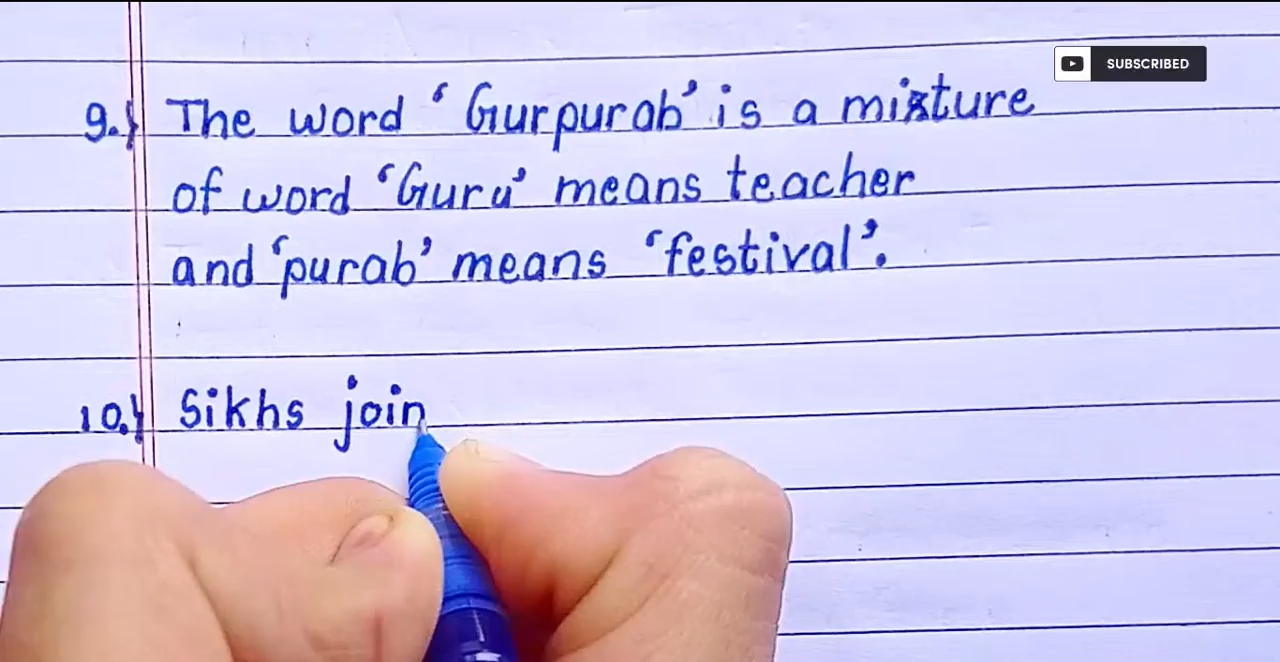 SUBSCRIBED
9.} The word ‘Gurpurab’ is a mixture
of word ‘Guru’ means teacher
and ‘purab’ means ‘festival’.
10.} Sikhs join